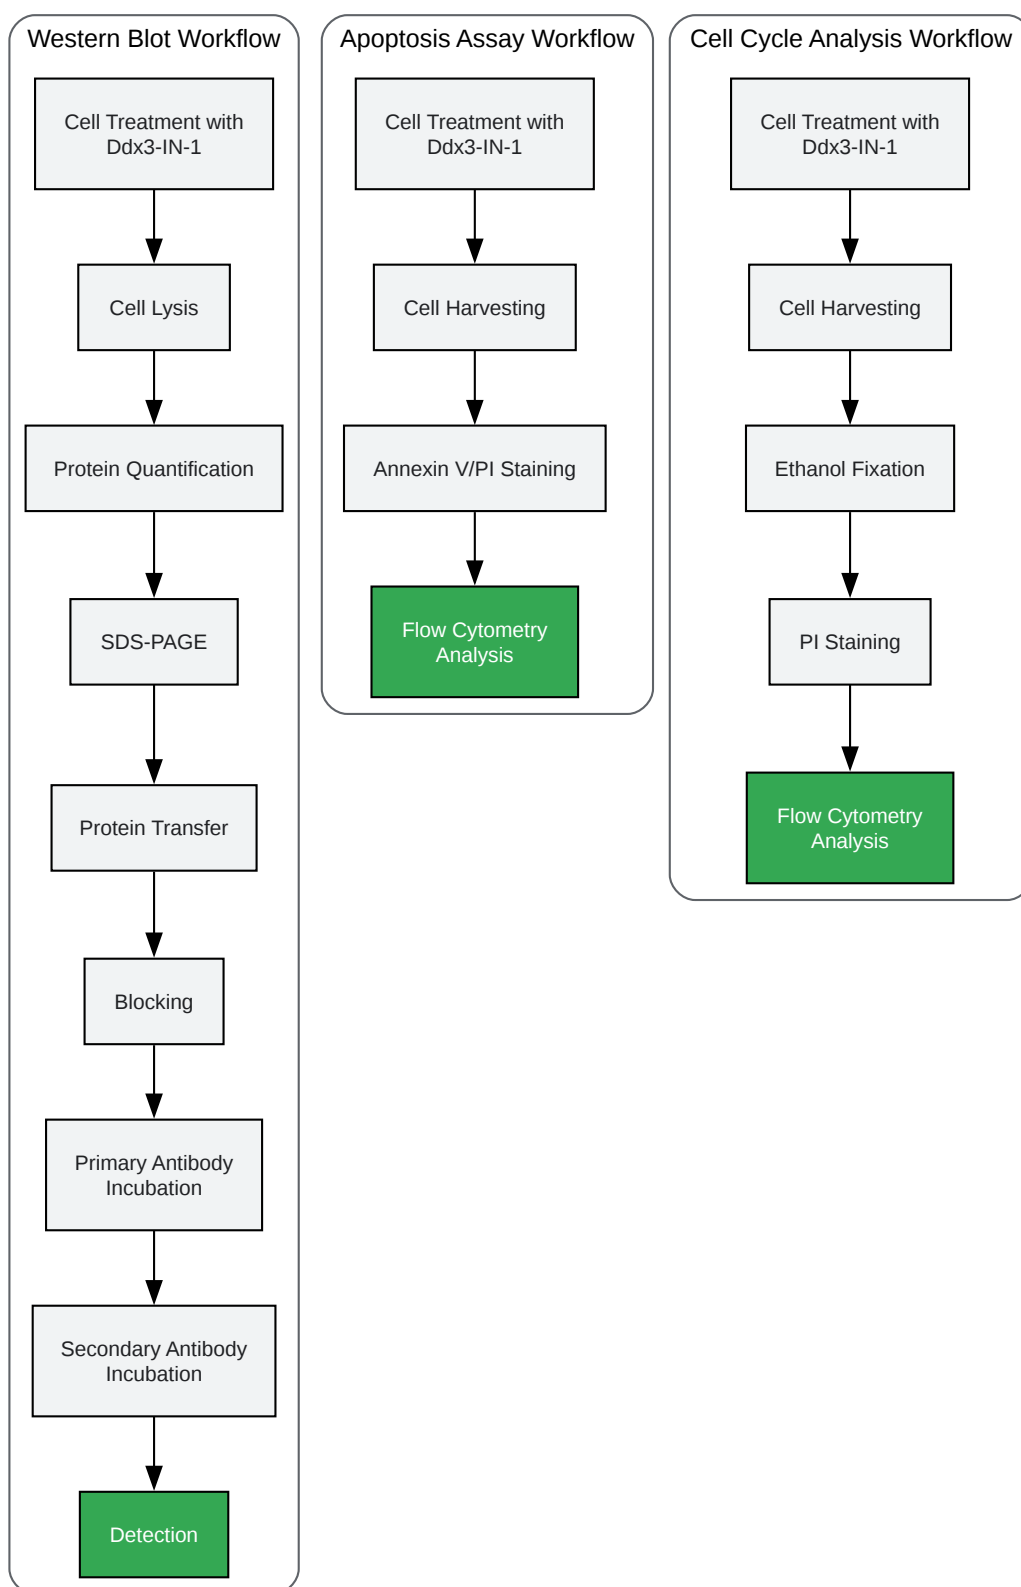 Western Blot Workflow
Cell Treatment with
Ddx3-IN-1
Cell Lysis
Protein Quantification
SDS-PAGE
Protein Transfer
Blocking
Primary Antibody
Incubation
Secondary Antibody
Incubation
Detection
Apoptosis Assay Workflow
Cell Treatment with
Ddx3-IN-1
Cell Harvesting
Annexin V/PI Staining
Flow Cytometry
Analysis
Cell Cycle Analysis Workflow
Cell Treatment with
Ddx3-IN-1
Cell Harvesting
Ethanol Fixation
PI Staining
Flow Cytometry
Analysis